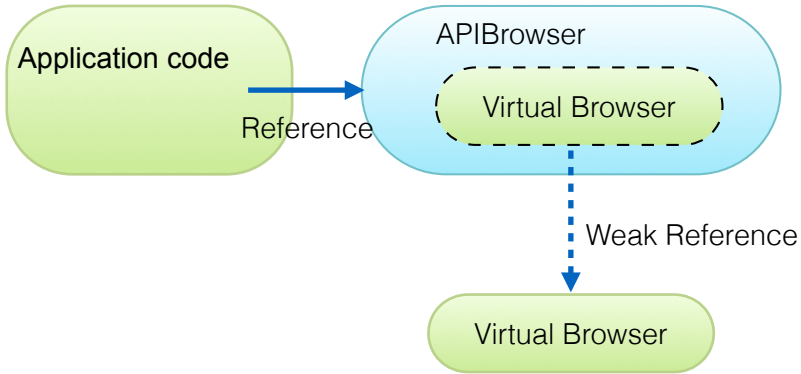 APIBrowser
Application code
Virtual Browser
Reference
Weak Reference
Virtual Browser